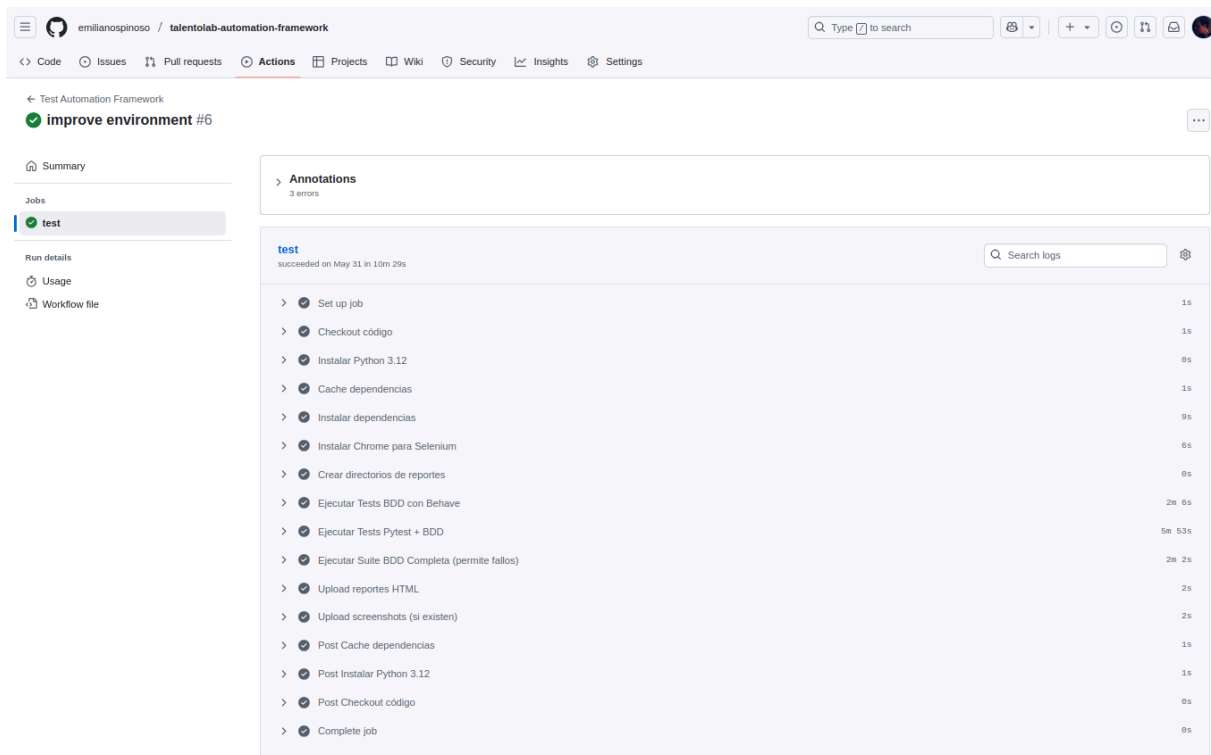 emilianospinoso / talentolab-automation-framework
Type / to search
Code Issues Pull requests Actions Projects Wiki Security Insights Settings
← Test Automation Framework
improve environment #6
Summary
Jobs
test
Run details
Usage
Workflow file
Annotations
3 errors
test
succeeded on May 31 in 10m 29s
Search logs
Set up job 1s
Checkout código 1s
Instalar Python 3.12 0s
Cache dependencias 1s
Instalar dependencias 9s
Instalar Chrome para Selenium 6s
Crear directorios de reportes 0s
Ejecutar Tests BDD con Behave 2m 6s
Ejecutar Tests Pytest + BDD 5m 53s
Ejecutar Suite BDD Completa (permite fallos) 2m 2s
Upload reportes HTML 2s
Upload screenshots (si existen) 2s
Post Cache dependencias 1s
Post Instalar Python 3.12 1s
Post Checkout código 0s
Complete job 0s